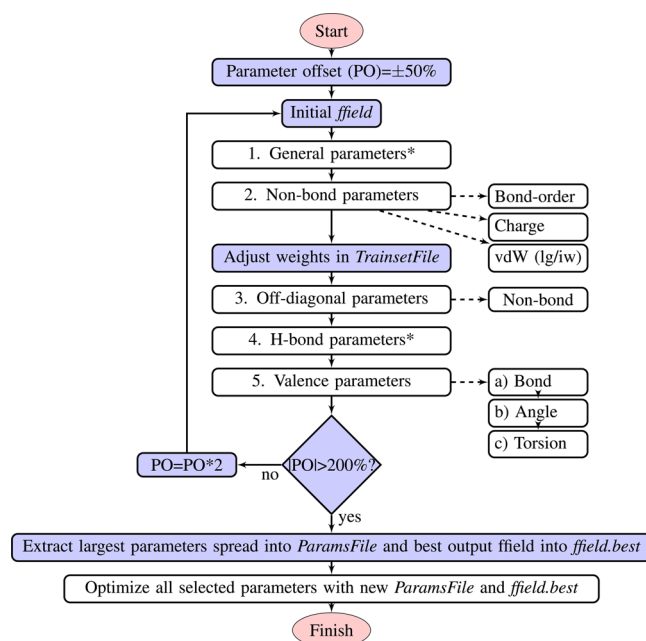 Start
Parameter offset (PO)=±50%
Initial ffield
1. General parameters*
2. Non-bond parameters
Bond-order
Charge
vdW (lg/iw)
Adjust weights in TrainsetFile
3. Off-diagonal parameters
Non-bond
4. H-bond parameters*
5. Valence parameters
a) Bond
b) Angle
c) Torsion
|PO|>200%?
no
PO=PO*2
yes
Extract largest parameters spread into ParamsFile and best output ffield into ffield.best
Optimize all selected parameters with new ParamsFile and ffield.best
Finish